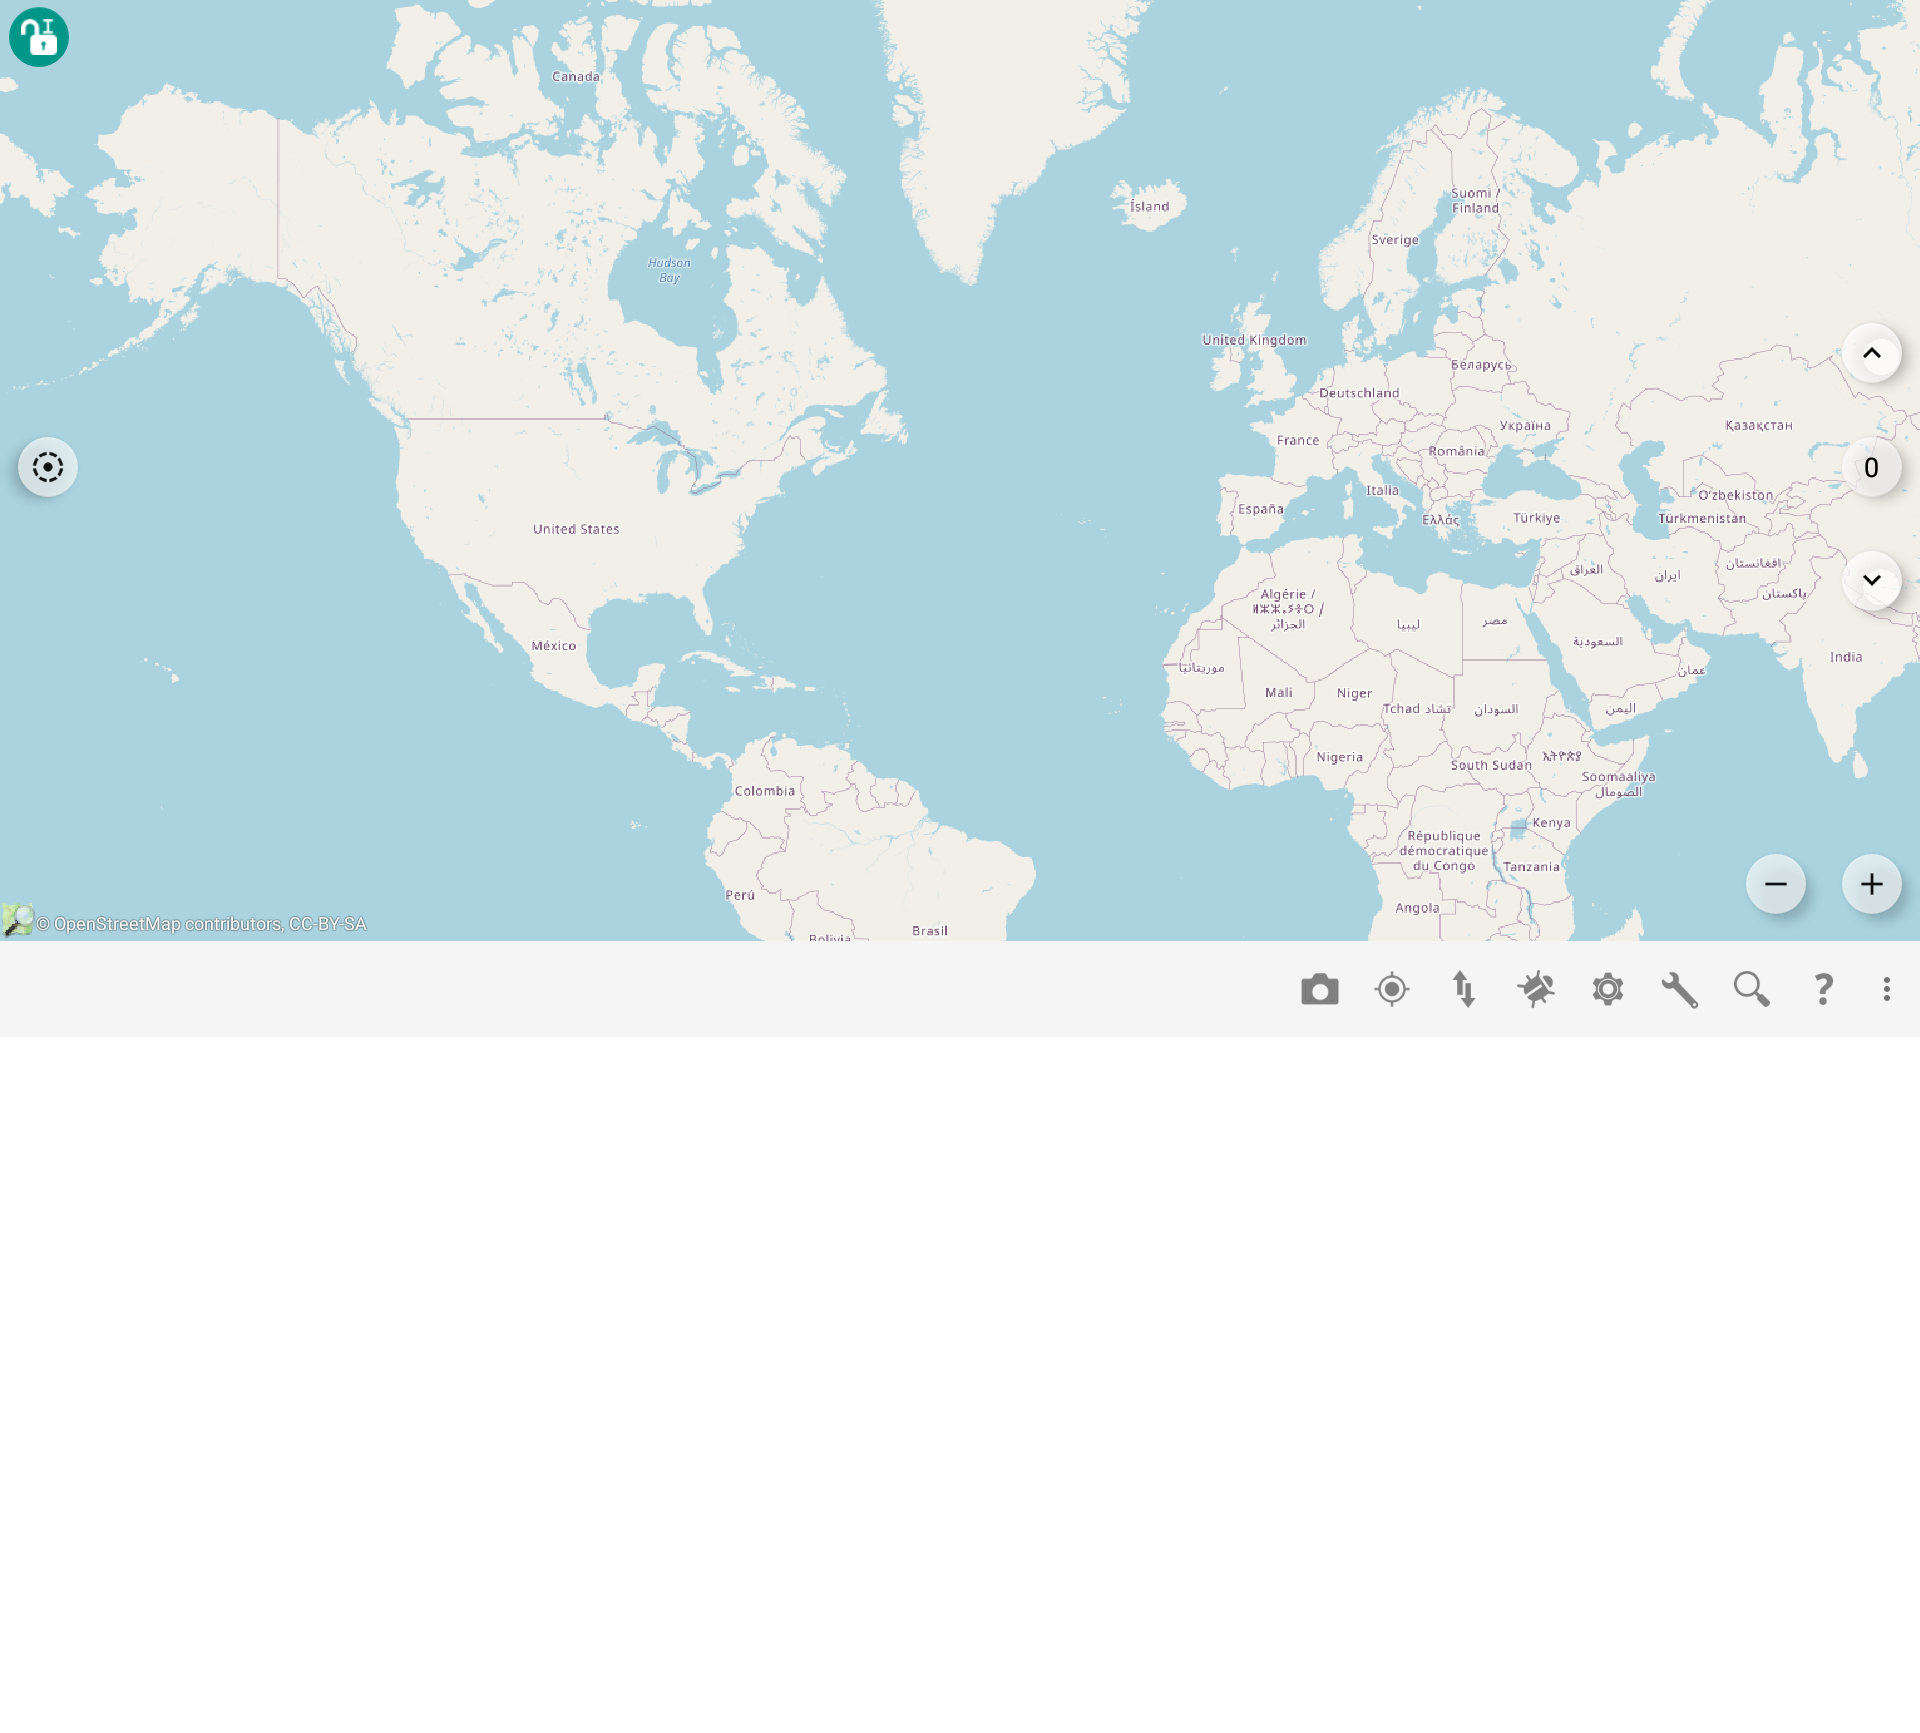 Canada
Ísland
Suomi /
Finland
Sverige
Hudson
Bay
United Kingdom
Беларусь
Deutschland
Україна
Қазақстан
France
România
0
Italia
O'zbekiston
España
Ελλάς
Türkiye
Türkmenistan
United States
العراق
ایران
افغانستان
پاکستان
Algérie /
ⵍⵣⵣⴰⵢⴻⵔ /
الجزائر
ليبيا
مصر
السعودية
México
India
موريتانيا
عمان
Mali
Niger
Tchad تشاد
السودان
اليمن
Nigeria
South Sudan
ኢትዮጵያ
Soomaaliya
الصومال
Colombia
Kenya
République
démocratique
du Congo
Tanzania
Perú
Angola
© OpenStreetMap contributors, CC-BY-SA
Brasil
Bolivia
?